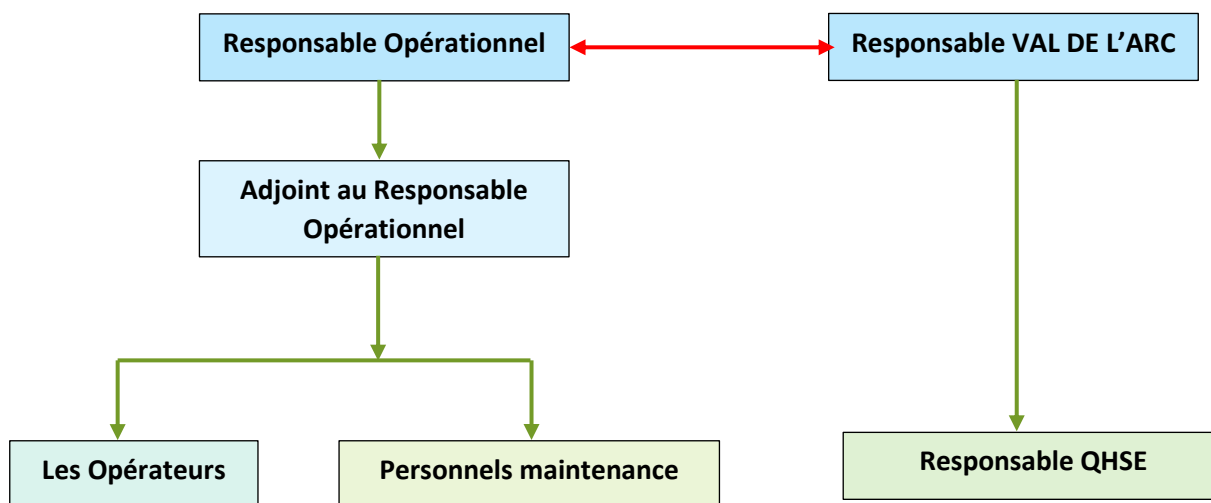 Responsable Opérationnel
Responsable VAL DE L’ARC
Adjoint au Responsable
Opérationnel
Les Opérateurs
Personnels maintenance
Responsable QHSE